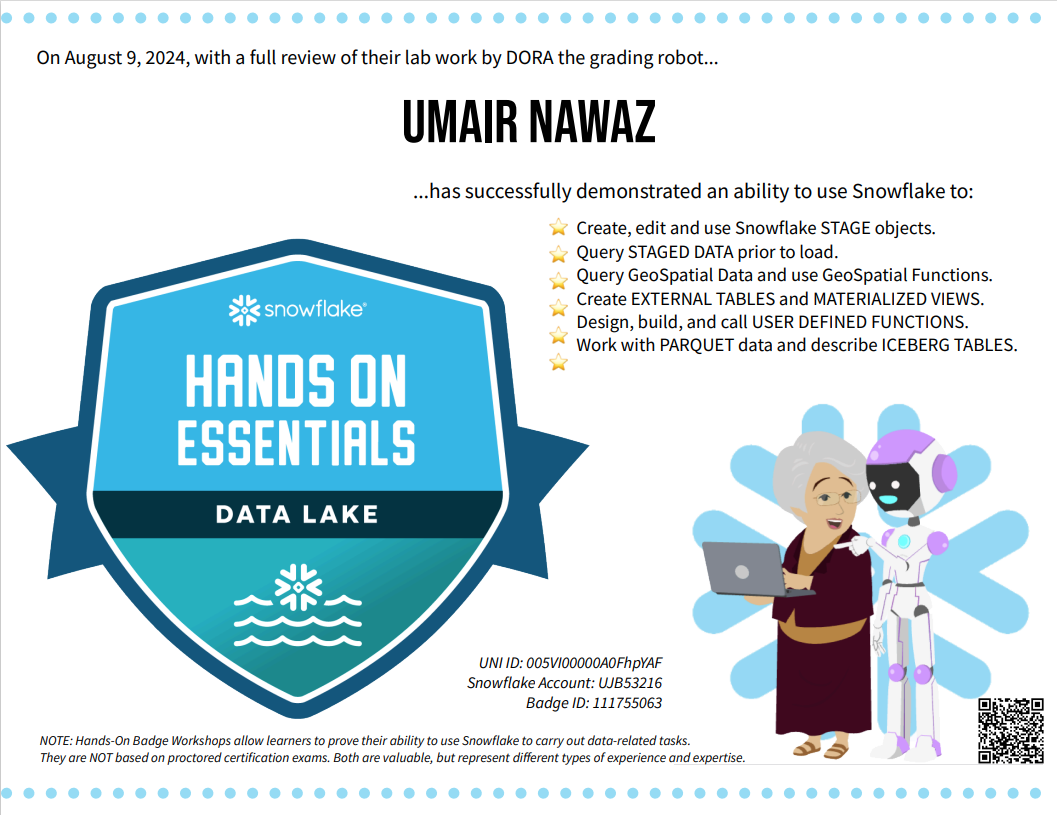 On August 9, 2024, with a full review of their lab work by DORA the grading robot...
UMAIR NAWAZ
...has successfully demonstrated an ability to use Snowflake to:
Create, edit and use Snowflake STAGE objects.
Query STAGED DATA prior to load.
Query GeoSpatial Data and use GeoSpatial Functions.
Create EXTERNAL TABLES and MATERIALIZED VIEWS.
Design, build, and call USER DEFINED FUNCTIONS.
Work with PARQUET data and describe ICEBERG TABLES.
snowflake®
HANDS ON
ESSENTIALS
DATA LAKE
UNI ID: 005VI00000A0FhpYAF
Snowflake Account: UJB53216
Badge ID: 111755063
NOTE: Hands-On Badge Workshops allow learners to prove their ability to use Snowflake to carry out data-related tasks.
They are NOT based on proctored certification exams. Both are valuable, but represent different types of experience and expertise.